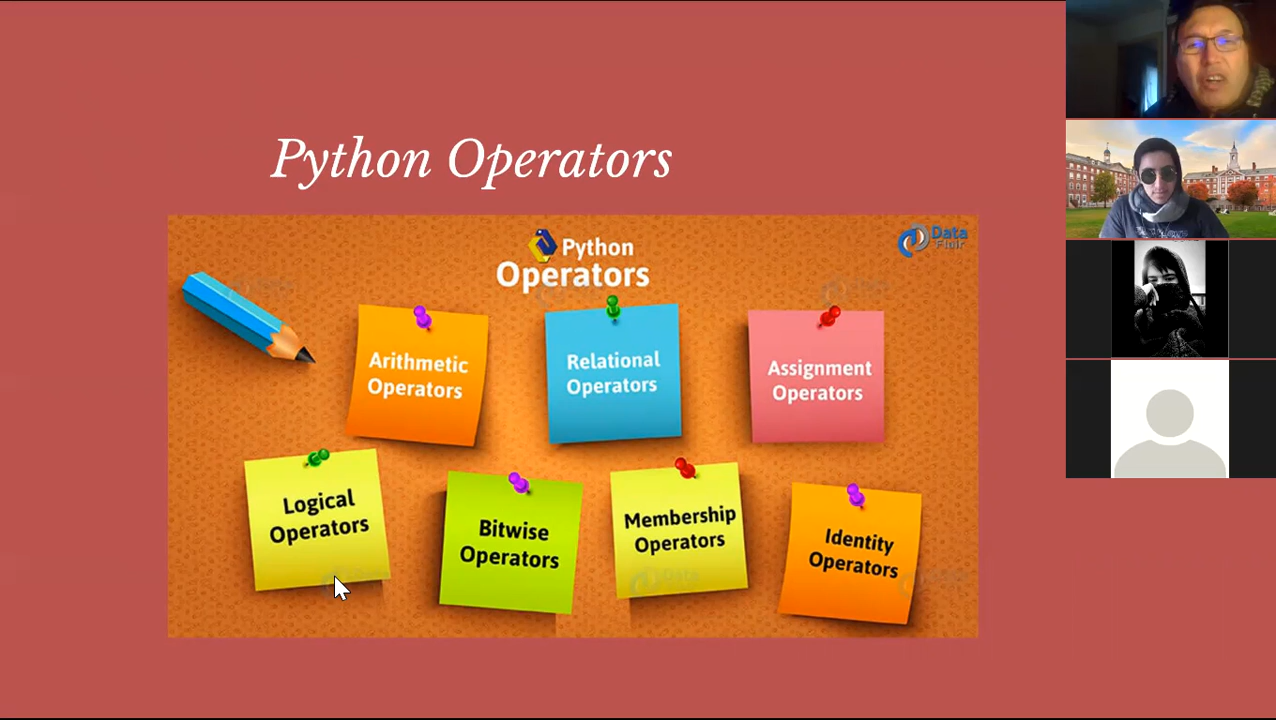 Python Operators
Python
Operators
Data
Flair
Arithmetic
Operators
Relational
Operators
Assignment
Operators
Logical
Operators
Bitwise
Operators
Membership
Operators
Identity
Operators